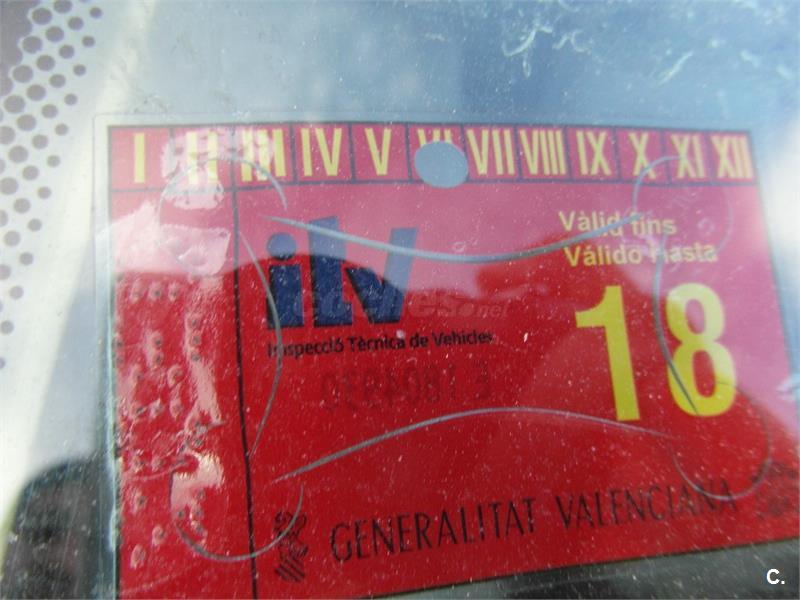 I II III IV V VI VII VIII IX X XI XII
Vàlid fins
Válido hasta
itv
18
Inspecció Tècnica de Vehicles
GENERALITAT VALENCIANA
C.